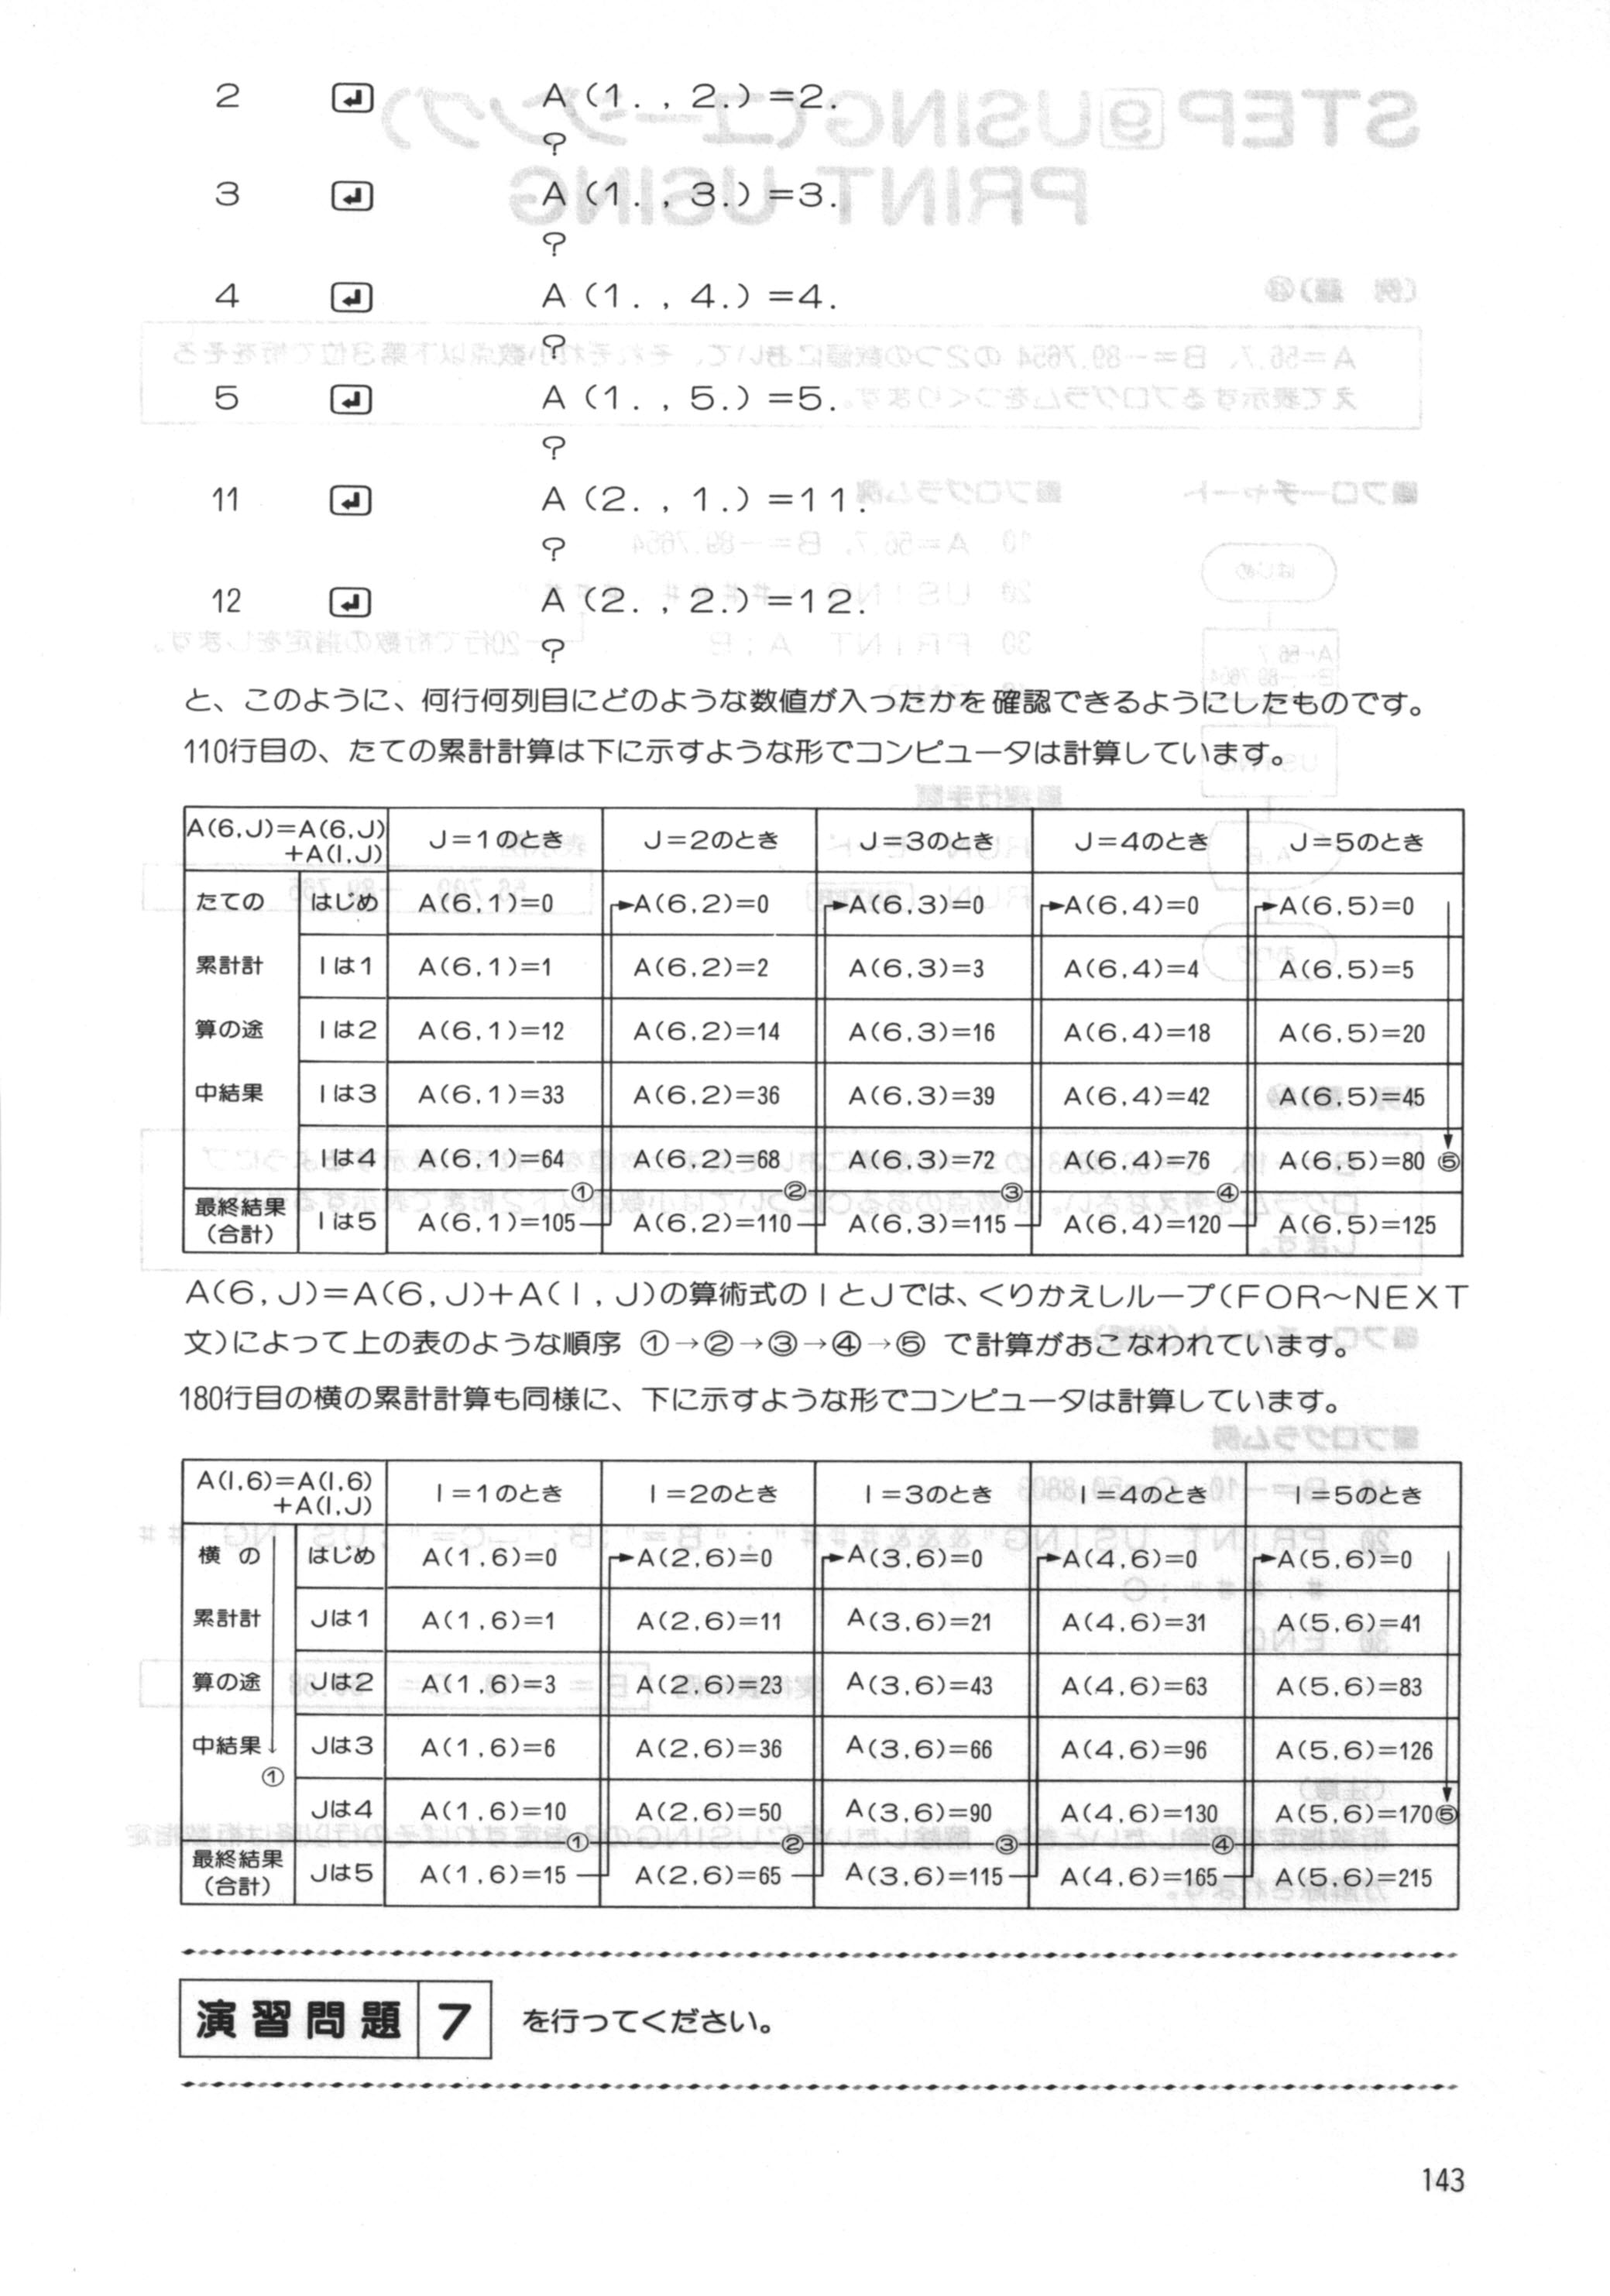 2 ↵ A(1. , 2.)=2.
?
3 ↵ A(1. , 3.)=3.
?
4 ↵ A(1. , 4.)=4.
?
5 ↵ A(1. , 5.)=5.
?
11 ↵ A(2. , 1.)=11.
?
12 ↵ A(2. , 2.)=12.
?
と、このように、何行何列目にどのような数値が入ったかを確認できるようにしたものです。
110行目の、たての累計計算は下に示すような形でコンピュータは計算しています。
A(6,J)=A(6,J)+A(I,J) J=1のとき J=2のとき J=3のとき J=4のとき J=5のとき
たての はじめ A(6,1)=0 A(6,2)=0 A(6,3)=0 A(6,4)=0 A(6,5)=0
累計計 Iは1 A(6,1)=1 A(6,2)=2 A(6,3)=3 A(6,4)=4 A(6,5)=5
算の途 Iは2 A(6,1)=12 A(6,2)=14 A(6,3)=16 A(6,4)=18 A(6,5)=20
中結果 Iは3 A(6,1)=33 A(6,2)=36 A(6,3)=39 A(6,4)=42 A(6,5)=45
Iは4 A(6,1)=64 A(6,2)=68 A(6,3)=72 A(6,4)=76 A(6,5)=80 ⑤
① ② ③ ④
最終結果(合計) Iは5 A(6,1)=105 A(6,2)=110 A(6,3)=115 A(6,4)=120 A(6,5)=125
A(6,J)=A(6,J)+A(I,J)の算術式のIとJでは、くりかえしループ(FOR〜NEXT
文)によって上の表のような順序 ①→②→③→④→⑤ で計算がおこなわれています。
180行目の横の累計計算も同様に、下に示すような形でコンピュータは計算しています。
A(I,6)=A(I,6)+A(I,J) I=1のとき I=2のとき I=3のとき I=4のとき I=5のとき
横の はじめ A(1,6)=0 A(2,6)=0 A(3,6)=0 A(4,6)=0 A(5,6)=0
累計計 Jは1 A(1,6)=1 A(2,6)=11 A(3,6)=21 A(4,6)=31 A(5,6)=41
算の途 Jは2 A(1,6)=3 A(2,6)=23 A(3,6)=43 A(4,6)=63 A(5,6)=83
中結果 Jは3 A(1,6)=6 A(2,6)=36 A(3,6)=66 A(4,6)=96 A(5,6)=126
①
Jは4 A(1,6)=10 A(2,6)=50 A(3,6)=90 A(4,6)=130 A(5,6)=170⑤
① ② ③ ④
最終結果(合計) Jは5 A(1,6)=15 A(2,6)=65 A(3,6)=115 A(4,6)=165 A(5,6)=215
演習問題 7 を行ってください。
143